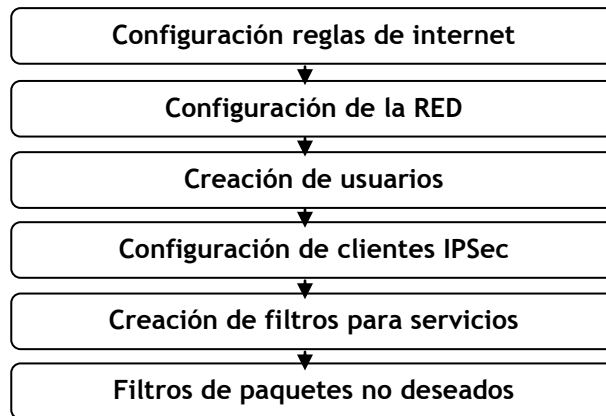 Configuración reglas de internet
Configuración de la RED
Creación de usuarios
Configuración de clientes IPSec
Creación de filtros para servicios
Filtros de paquetes no deseados